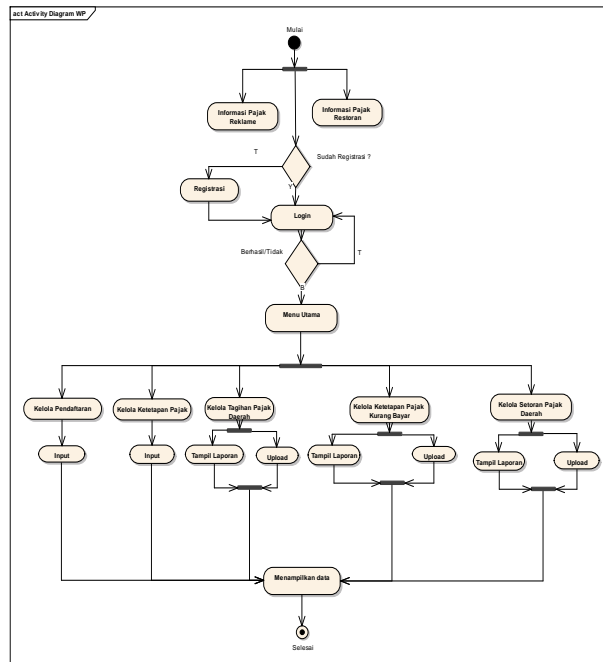 act Activity Diagram WP
Mulai
Informasi Pajak
Reklame
Informasi Pajak
Restoran
T
Sudah Registrasi ?
Registrasi
Y
Login
Berhasil/Tidak
T
B
Menu Utama
Kelola Pendaftaran
Kelola Ketetapan Pajak
Kelola Tagihan Pajak
Daerah
Kelola Ketetapan Pajak
Kurang Bayar
Kelola Setoran Pajak
Daerah
Input
Input
Tampil Laporan
Upload
Tampil Laporan
Upload
Tampil Laporan
Upload
Menampilkan data
Selesai